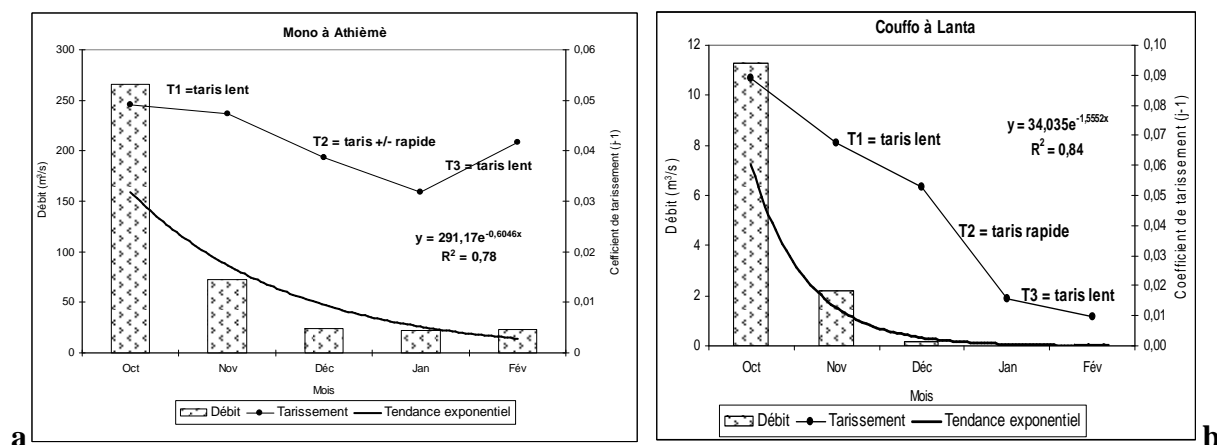 Mono à Athièmè
300
250
200
150
100
50
0
Débit (m³/s)
0,06
0,05
0,04
0,03
0,02
0,01
0
Cefficient de tarissement (j-1)
T1 =taris lent
T2 = taris +/- rapide
T3 = taris lent
y = 291,17e-0,6046x
R2 = 0,78
Oct Nov Déc Jan Fév
Mois
Débit Tarissement Tendance exponentiel
a
Couffo à Lanta
12
10
8
6
4
2
0
Débit (m³/s)
0,10
0,09
0,08
0,07
0,06
0,05
0,04
0,03
0,02
0,01
0,00
Coefficient de tarissement (j-1)
y = 34,035e-1,5552x
R2 = 0,84
T1 = taris lent
T2 = taris rapide
T3 = taris lent
Oct Nov Déc Jan Fév
Mois
Débit Tarissement Tendance exponentiel
b